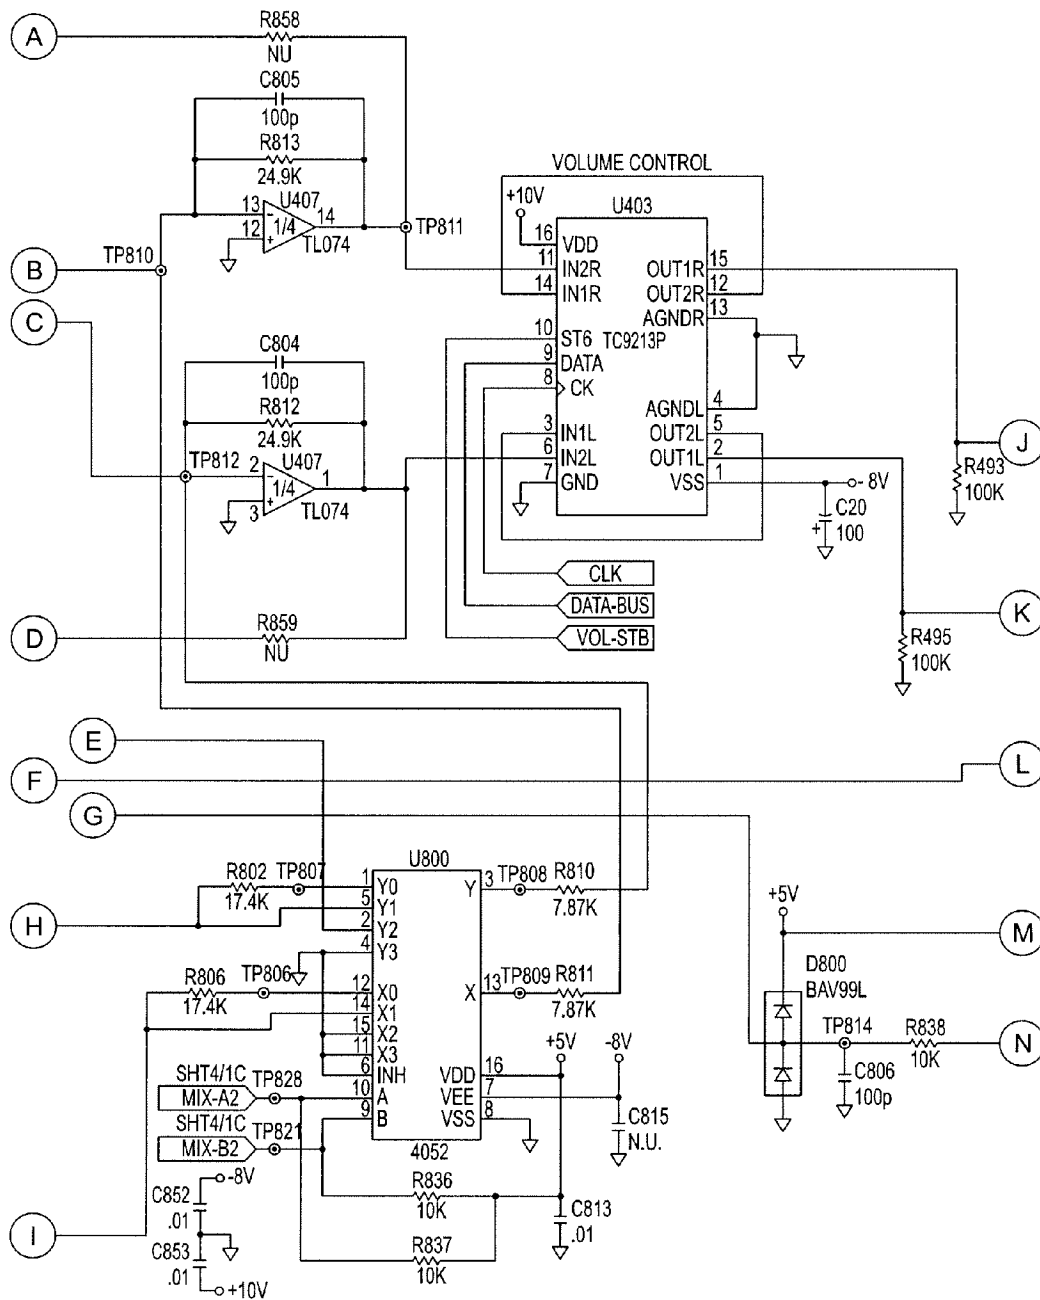 A
R858
NU
C805
100p
R813
24.9K
U407
13
14
12
1/4
TL074
TP811
TP810
B
C
VOLUME CONTROL
+10V
U403
16
VDD
11
IN2R
14
IN1R
10
ST6
9
DATA
8
CK
3
IN1L
6
IN2L
7
GND
TC9213P
15
OUT1R
12
OUT2R
13
AGNDR
4
AGNDL
5
OUT2L
2
OUT1L
1
VSS
- 8V
C20
100
+
J
R493
100K
C804
100p
R812
24.9K
TP812
U407
2
1
3
1/4
TL074
CLK
DATA-BUS
VOL-STB
D
R859
NU
K
R495
100K
E
F
L
G
U800
R802
17.4K
TP807
1
Y0
5
Y1
2
Y2
4
Y3
H
R806
17.4K
TP806
12
X0
14
X1
15
X2
11
X3
6
INH
10
A
9
B
3
Y
TP808
R810
7.87K
13
X
TP809
R811
7.87K
16
VDD
7
VEE
8
VSS
4052
+5V
-8V
C815
N.U.
SHT4/1C
TP828
MIX-A2
SHT4/1C
TP821
MIX-B2
R836
10K
R837
10K
C813
.01
-8V
C852
.01
I
C853
.01
+10V
+5V
M
D800
BAV99L
TP814
R838
10K
N
C806
100p